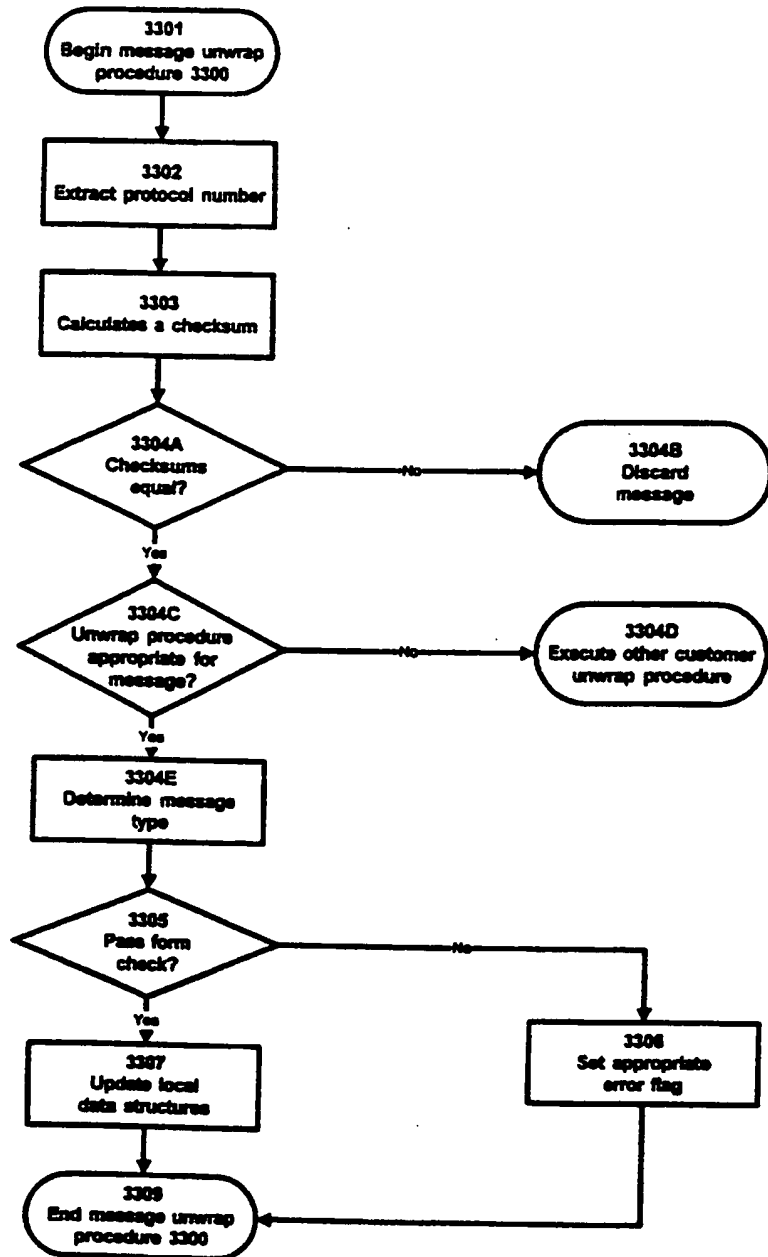 3301
Begin message unwrap
procedure 3300
3302
Extract protocol number
3303
Calculates a checksum
3304A
Checksums
equal?
No
3304B
Discard
message
Yes
3304C
Unwrap procedure
appropriate for
message?
No
3304D
Execute other customer
unwrap procedure
Yes
3304E
Determine message
type
3305
Pass form
check?
No
Yes
3306
Set appropriate
error flag
3307
Update local
data structures
3309
End message unwrap
procedure 3300